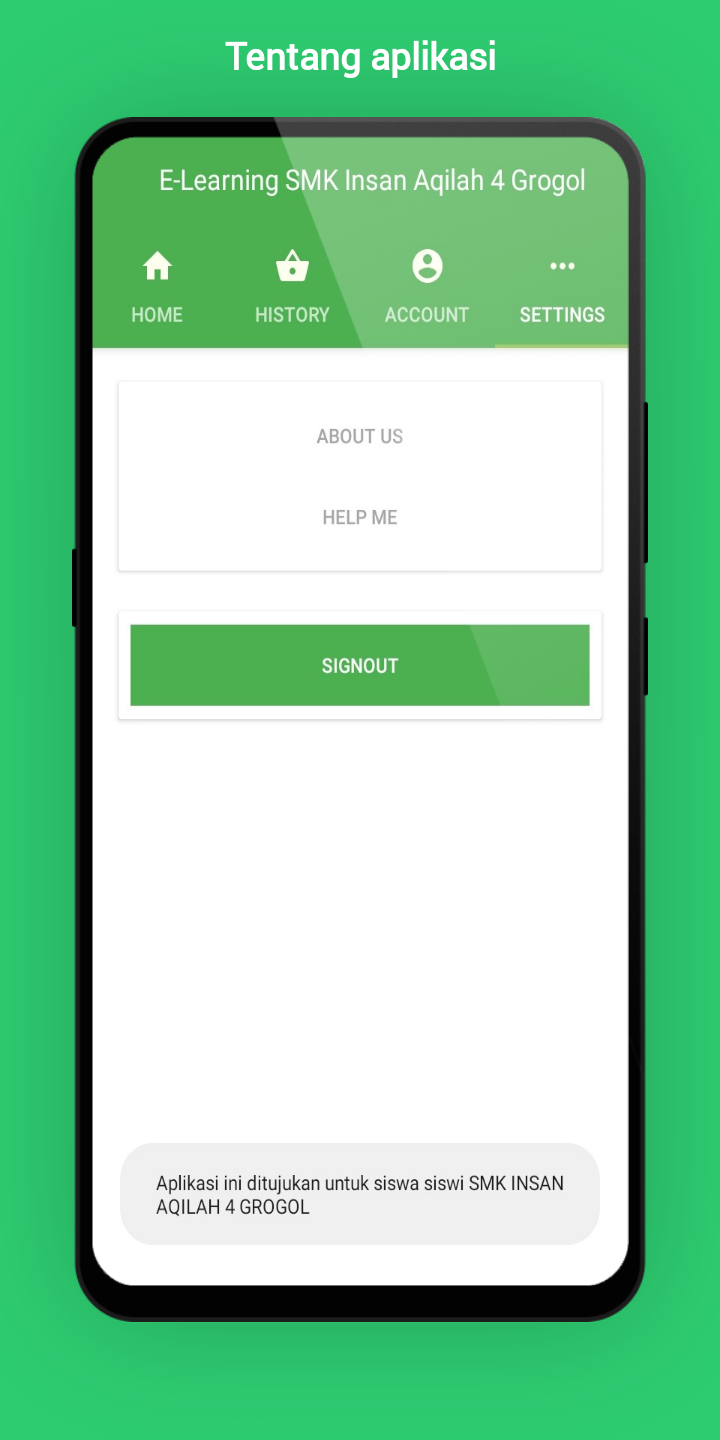 Tentang aplikasi
E-Learning SMK Insan Aqilah 4 Grogol
HOME
HISTORY
ACCOUNT
SETTINGS
ABOUT US
HELP ME
SIGNOUT
Aplikasi ini ditujukan untuk siswa siswi SMK INSAN
AQILAH 4 GROGOL